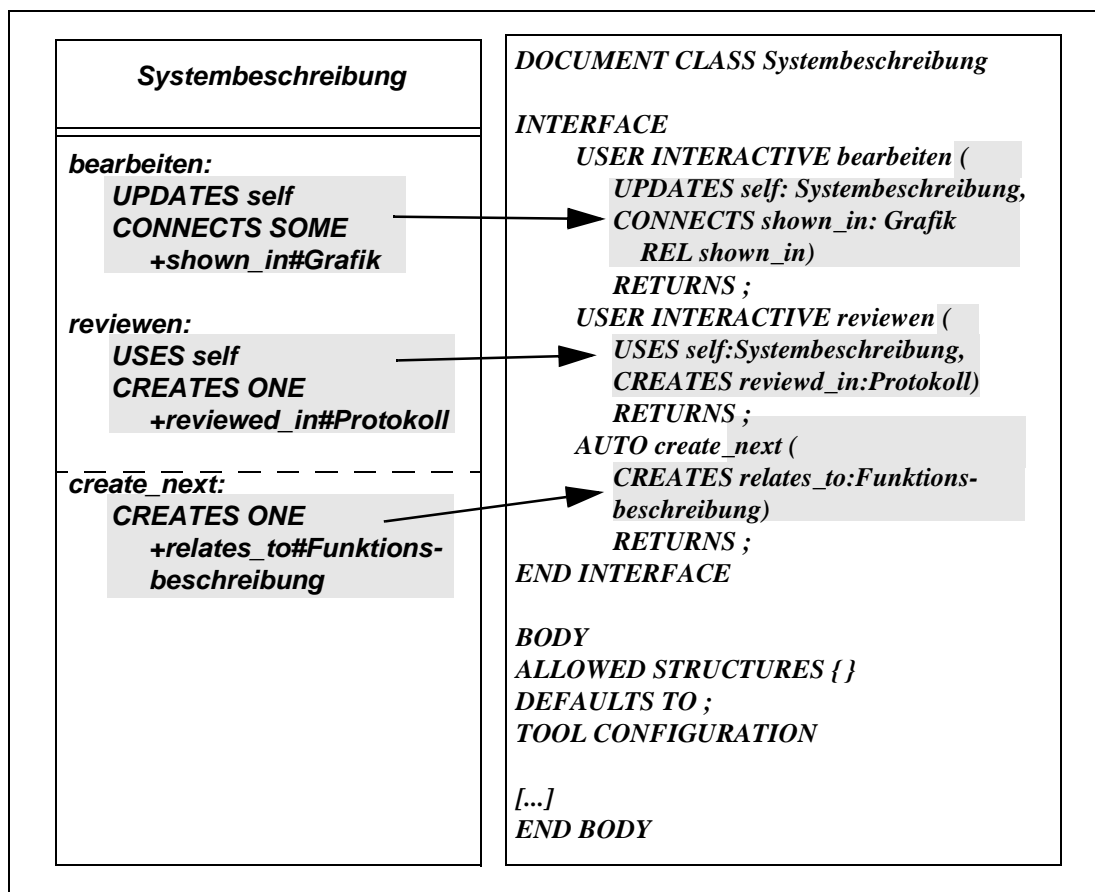 Systembeschreibung
bearbeiten:
UPDATES self
CONNECTS SOME
+shown_in#Grafik
reviewen:
USES self
CREATES ONE
+reviewed_in#Protokoll
create_next:
CREATES ONE
+relates_to#Funktions-
beschreibung
DOCUMENT CLASS Systembeschreibung
INTERFACE
USER INTERACTIVE bearbeiten (
UPDATES self: Systembeschreibung,
CONNECTS shown_in: Grafik
REL shown_in)
RETURNS ;
USER INTERACTIVE reviewen (
USES self:Systembeschreibung,
CREATES reviewd_in:Protokoll)
RETURNS ;
AUTO create_next (
CREATES relates_to:Funktions-
beschreibung)
RETURNS ;
END INTERFACE
BODY
ALLOWED STRUCTURES { }
DEFAULTS TO ;
TOOL CONFIGURATION
[...]
END BODY